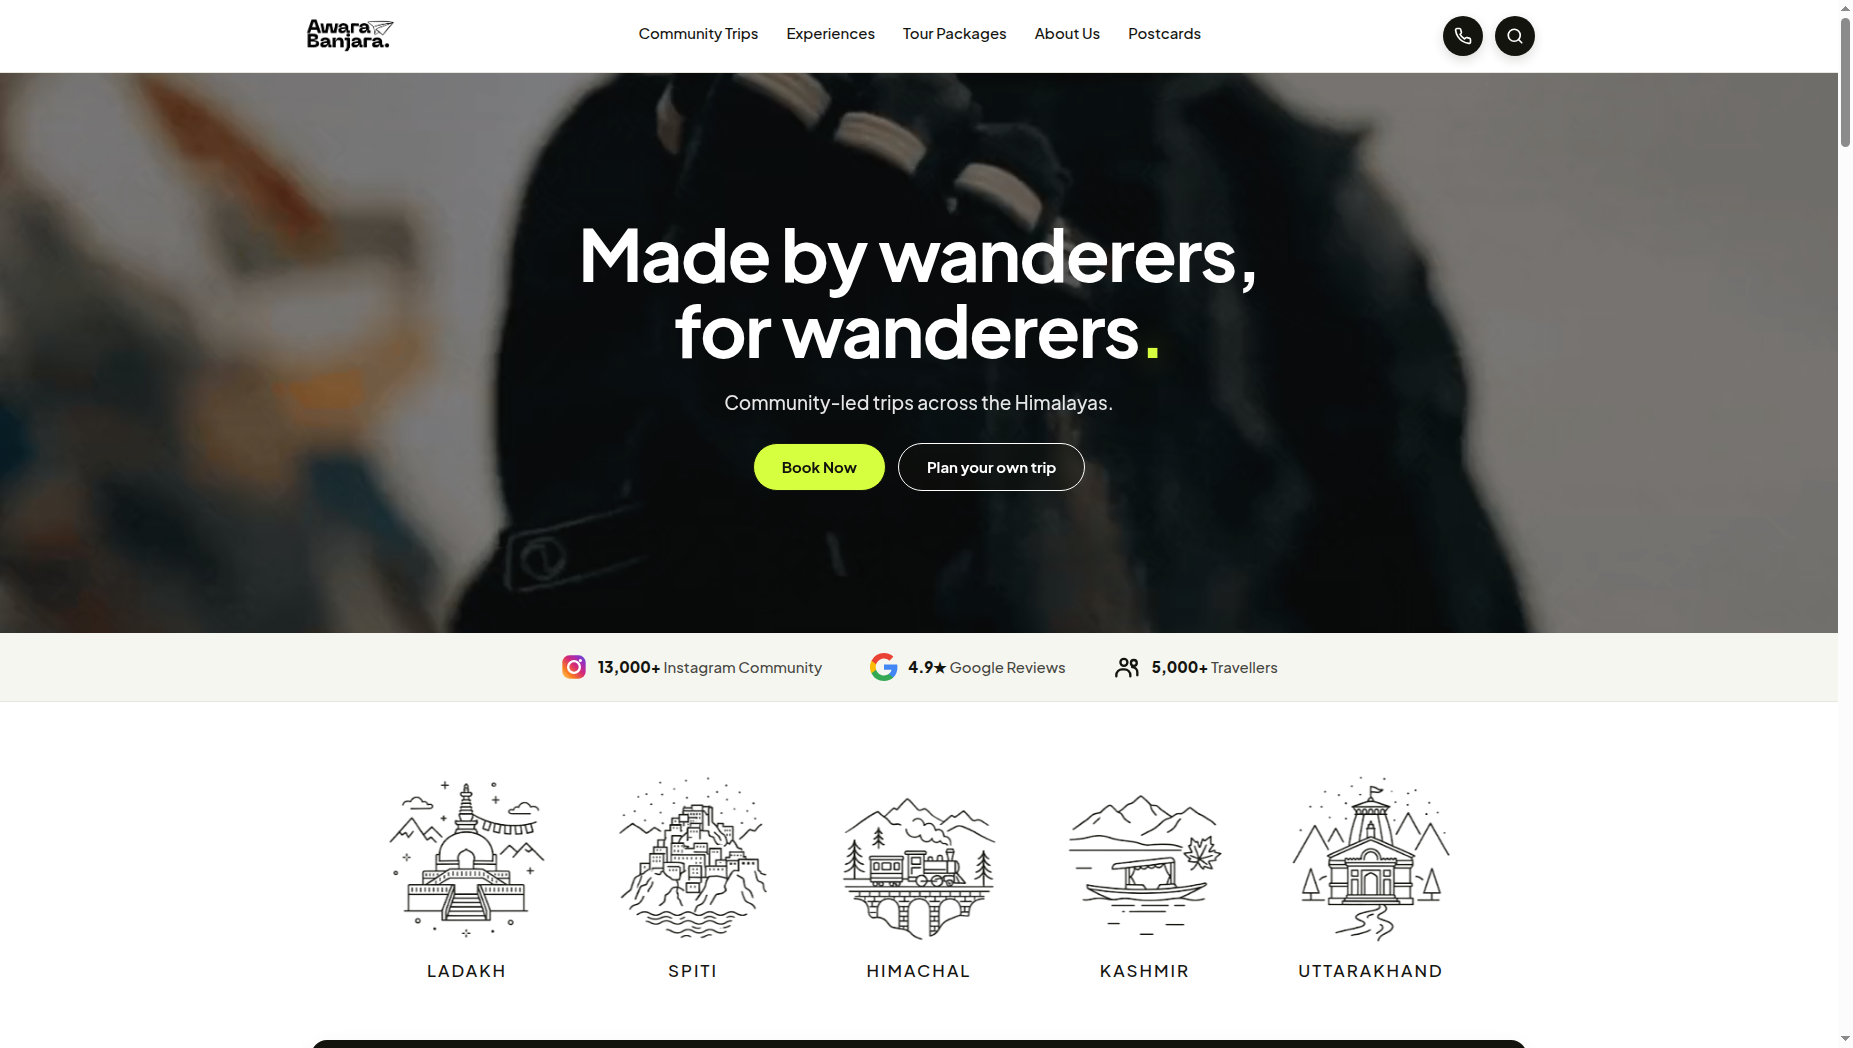 Awara
Banjara.
Community Trips
Experiences
Tour Packages
About Us
Postcards
Made by wanderers,
for wanderers.
Community-led trips across the Himalayas.
Book Now
Plan your own trip
13,000+ Instagram Community
4.9★ Google Reviews
5,000+ Travellers
LADAKH
SPITI
HIMACHAL
KASHMIR
UTTARAKHAND